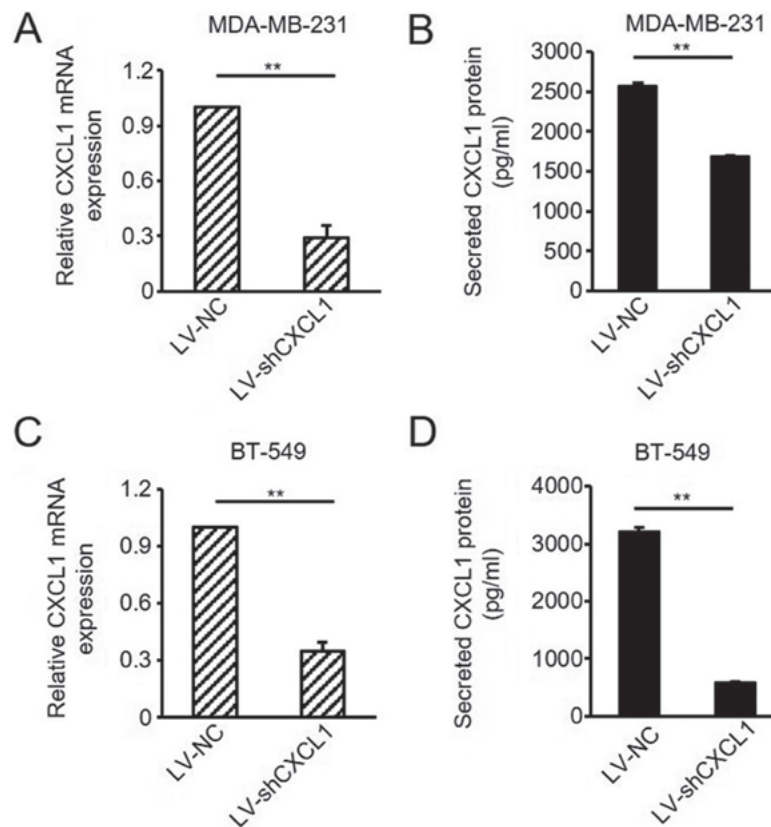 A
MDA-MB-231
Relative CXCL1 mRNA
expression
1.2
**
0.9
0.6
0.3
0
LV-NC
LV-shCXCL1
B
MDA-MB-231
Secreted CXCL1 protein
(pg/ml)
3000
**
2500
2000
1500
1000
500
0
LV-NC
LV-shCXCL1
C
BT-549
Relative CXCL1 mRNA
expression
1.2
**
0.9
0.6
0.3
0
LV-NC
LV-shCXCL1
D
BT-549
Secreted CXCL1 protein
(pg/ml)
4000
**
3000
2000
1000
0
LV-NC
LV-shCXCL1